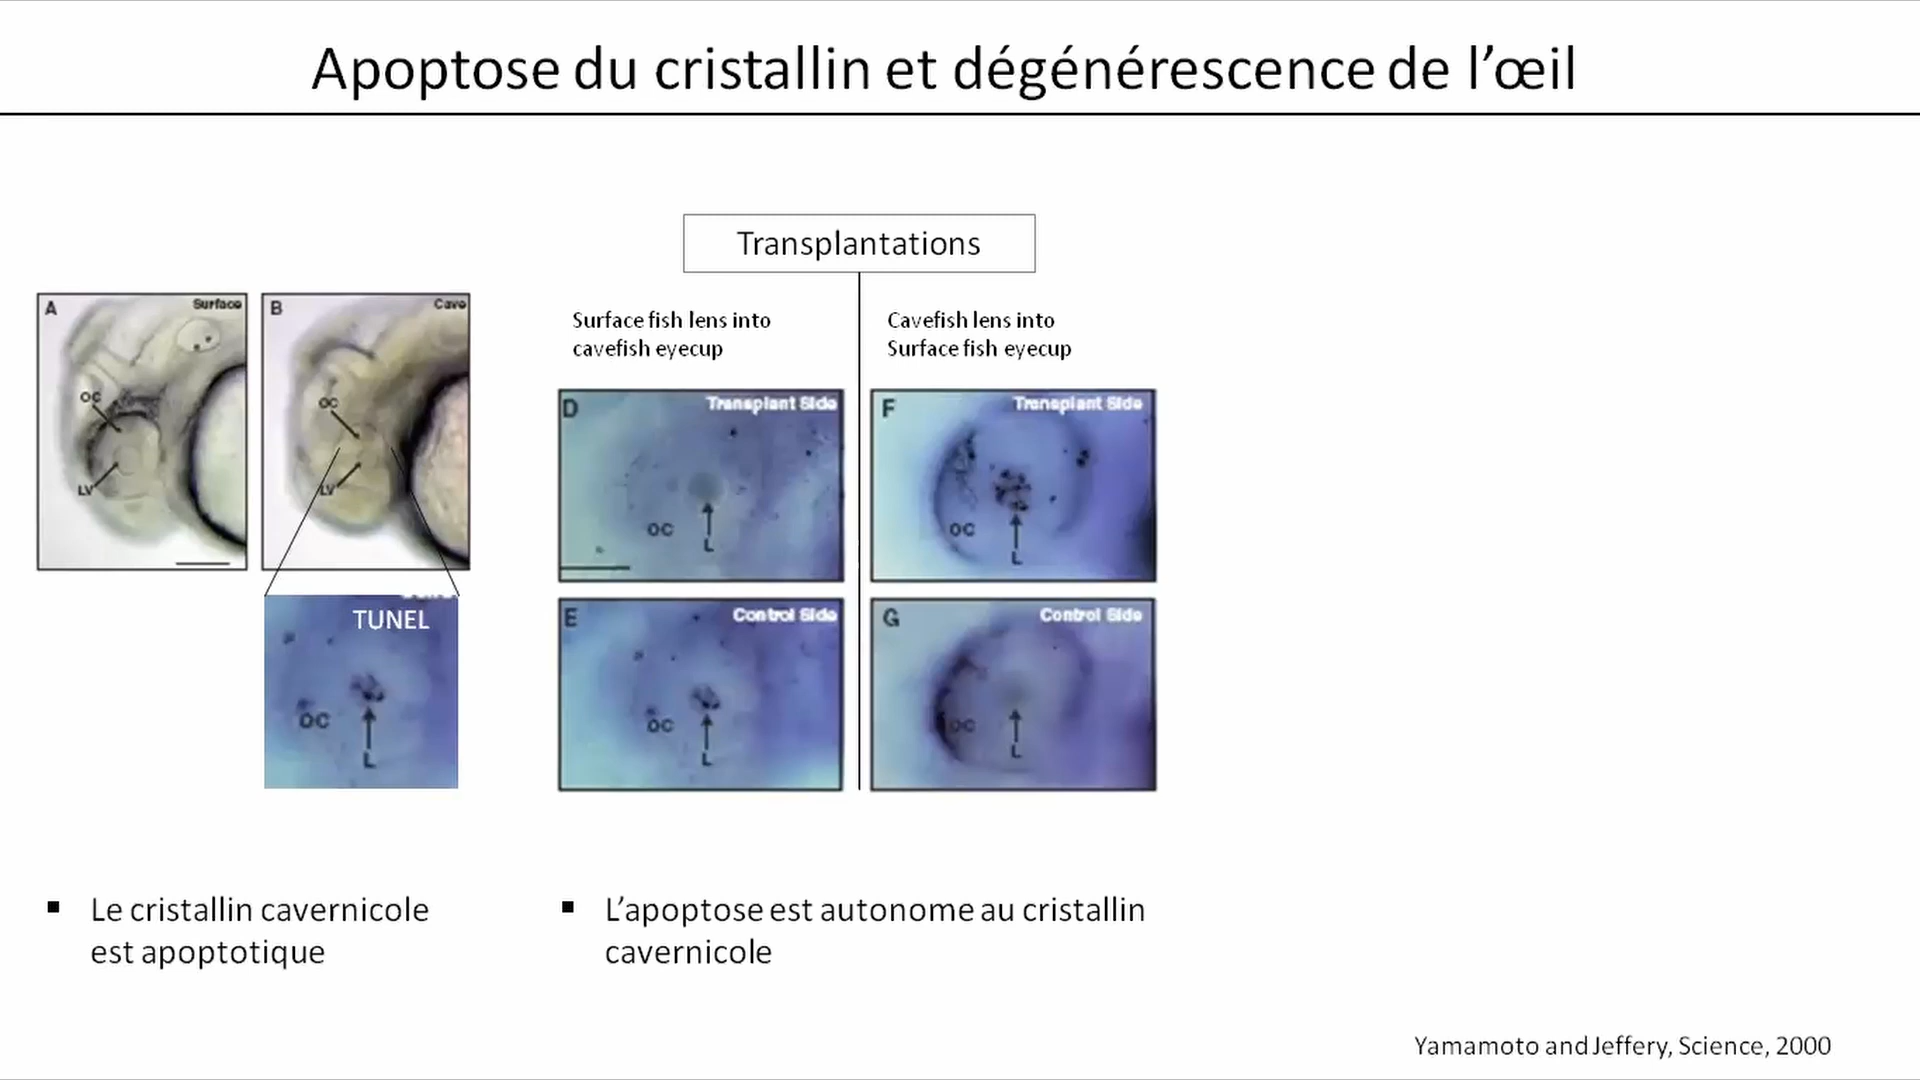 Apoptose du cristallin et dégénérescence de l’œil
Transplantations
A
Surface
OC
LV
B
Cave
OC
LV
TUNEL
OC
L
Surface fish lens into
cavefish eyecup
Cavefish lens into
Surface fish eyecup
D
Transplant Side
OC
L
F
Transplant Side
OC
L
E
Control Side
OC
L
G
Control Side
OC
L
▪ Le cristallin cavernicole
est apoptotique
▪ L’apoptose est autonome au cristallin
cavernicole
Yamamoto and Jeffery, Science, 2000